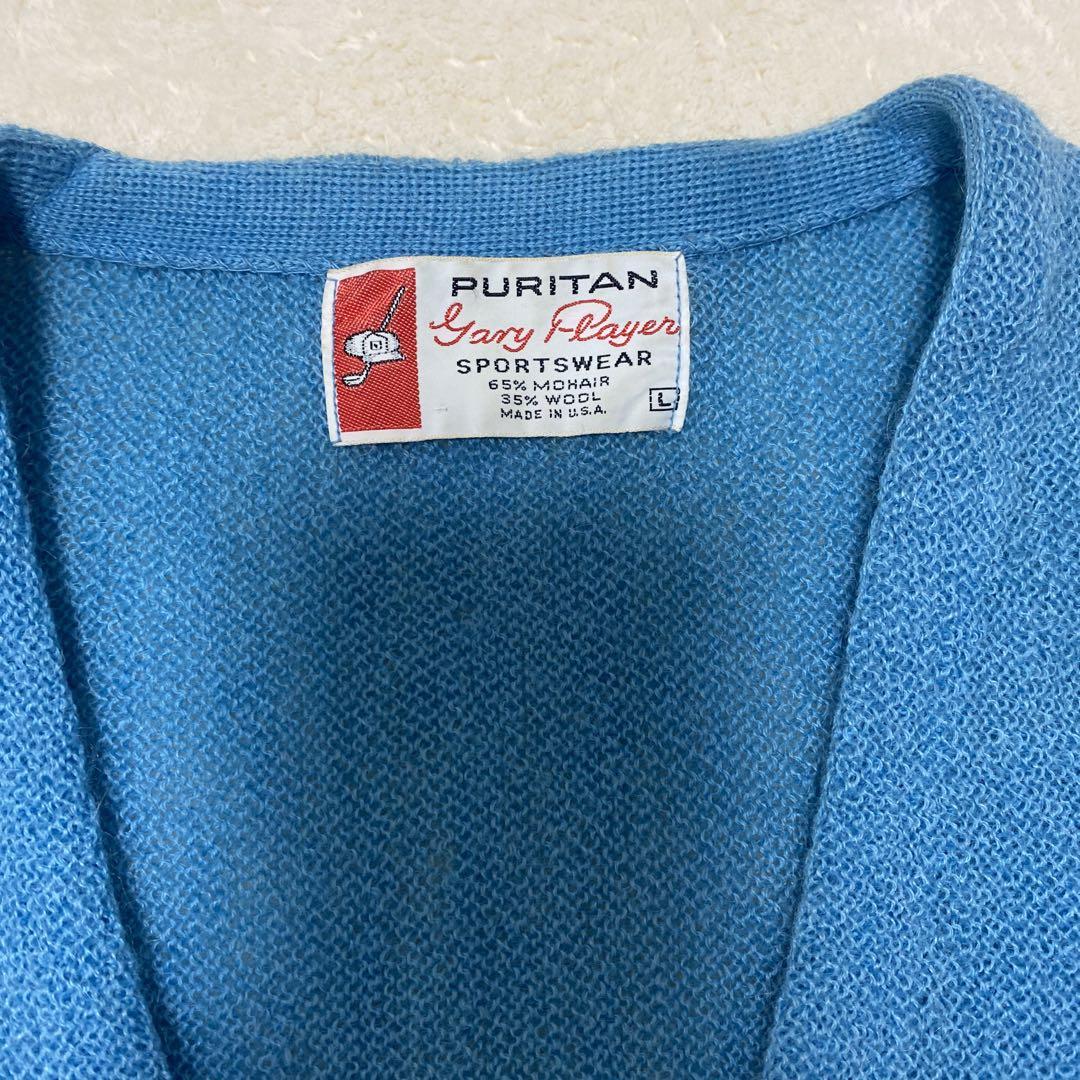 PURITAN
Gary Player
SPORTSWEAR
65% MOHAIR
35% WOOL
MADE IN U.S.A.
L